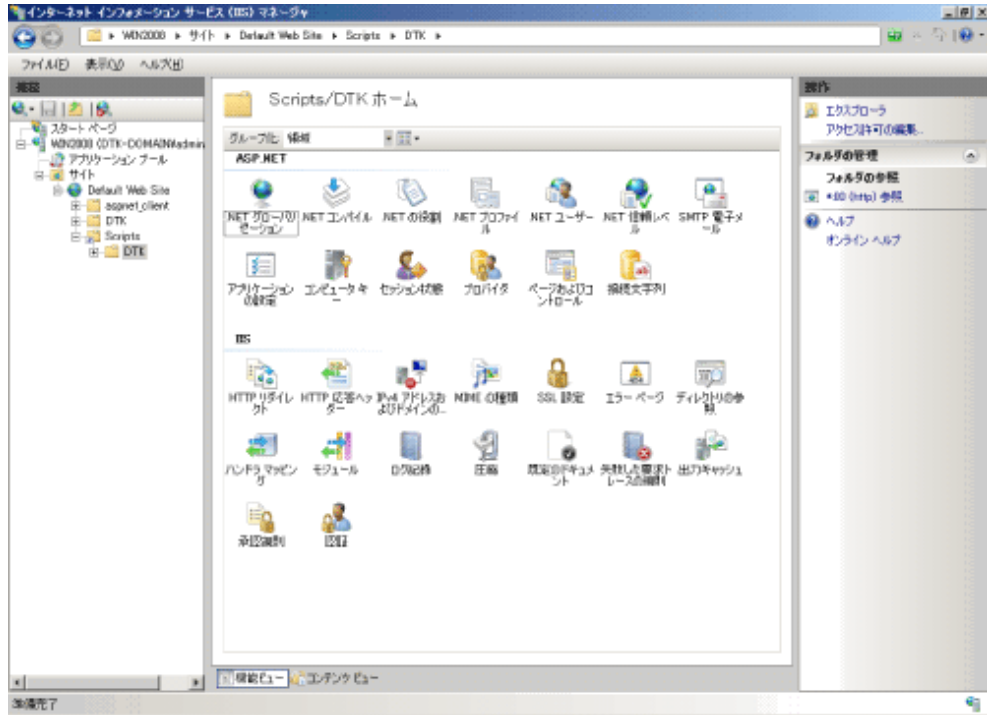 インターネット インフォメーション サービス (IIS) マネージャ
WIN2008 ▸ サイト ▸ Default Web Site ▸ Scripts ▸ DTK ▸
ファイル(F) 表示(V) ヘルプ(H)
接続
スタート ページ
WIN2008 (DTK-DOMAIN\admin
アプリケーション プール
サイト
Default Web Site
aspnet_client
DTK
Scripts
DTK
Scripts/DTK ホーム
グループ化: 領域
ASP.NET
.NET グローバリゼーション
.NET コンパイル
.NET の役割
.NET プロファイル
.NET ユーザー
.NET 信頼レベル
SMTP 電子メール
アプリケーションの設定
コンピュータ キー
セッション状態
プロバイダ
ページおよびコントロール
接続文字列
IIS
HTTP リダイレクト
HTTP 応答ヘッダー
IPv4 アドレスおよびドメインの...
MIME の種類
SSL 設定
エラー ページ
ディレクトリの参照
ハンドラ マッピング
モジュール
ログ記録
圧縮
既定のドキュメント
失敗した要求トレースの規則
出力キャッシュ
承認規則
認証
機能ビュー コンテンツ ビュー
操作
エクスプローラ
アクセス許可の編集...
フォルダの管理
フォルダの参照
*:80 (http) 参照
ヘルプ
オンライン ヘルプ
準備完了